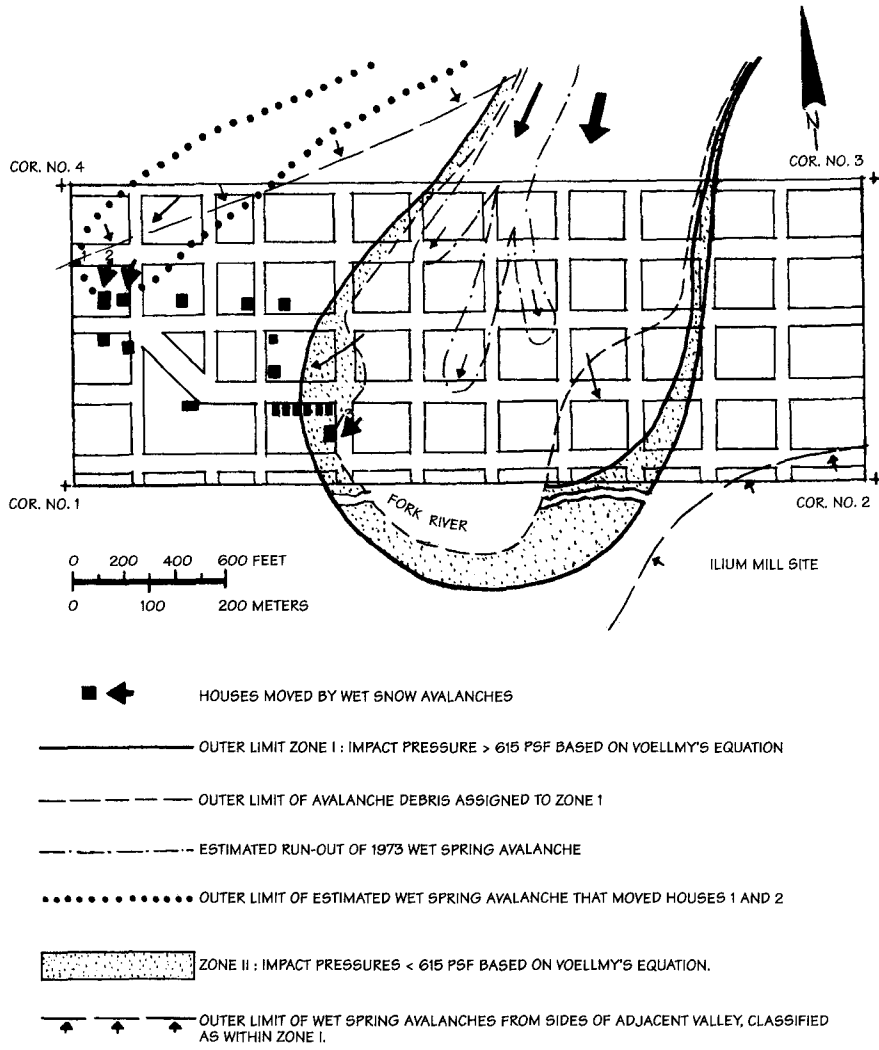 N
COR. NO. 4
COR. NO. 3
1
2
3
COR. NO. 1
COR. NO. 2
FORK RIVER
ILIUM MILL SITE
0 200 400 600 FEET
0 100 200 METERS
HOUSES MOVED BY WET SNOW AVALANCHES
OUTER LIMIT ZONE I : IMPACT PRESSURE > 615 PSF BASED ON VOELLMY'S EQUATION
OUTER LIMIT OF AVALANCHE DEBRIS ASSIGNED TO ZONE 1
ESTIMATED RUN-OUT OF 1973 WET SPRING AVALANCHE
OUTER LIMIT OF ESTIMATED WET SPRING AVALANCHE THAT MOVED HOUSES 1 AND 2
ZONE II : IMPACT PRESSURES < 615 PSF BASED ON VOELLMY'S EQUATION.
OUTER LIMIT OF WET SPRING AVALANCHES FROM SIDES OF ADJACENT VALLEY, CLASSIFIED
AS WITHIN ZONE I.